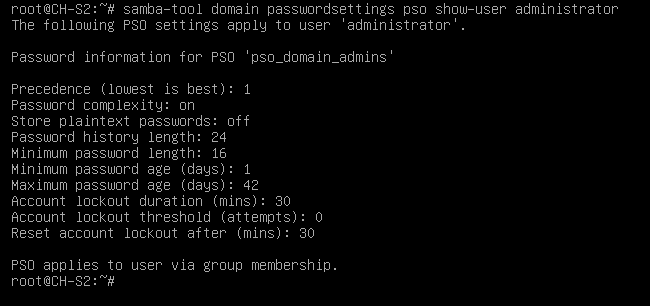 root@CH-S2:~# samba-tool domain passwordsettings pso show-user administrator
The following PSO settings apply to user 'administrator'.
Password information for PSO 'pso_domain_admins'
Precedence (lowest is best): 1
Password complexity: on
Store plaintext passwords: off
Password history length: 24
Minimum password length: 16
Minimum password age (days): 1
Maximum password age (days): 42
Account lockout duration (mins): 30
Account lockout threshold (attempts): 0
Reset account lockout after (mins): 30
PSO applies to user via group membership.
root@CH-S2:~#